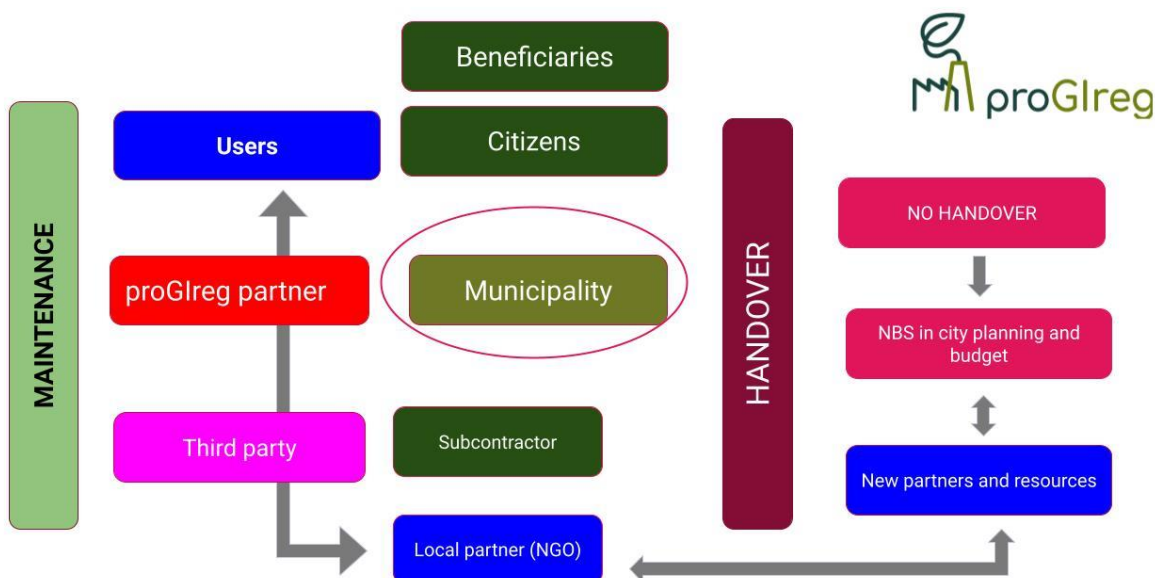 Beneficiaries
proGIreg
MAINTENANCE
Users
Citizens
HANDOVER
NO HANDOVER
proGIreg partner
Municipality
NBS in city planning and
budget
Third party
Subcontractor
New partners and resources
Local partner (NGO)